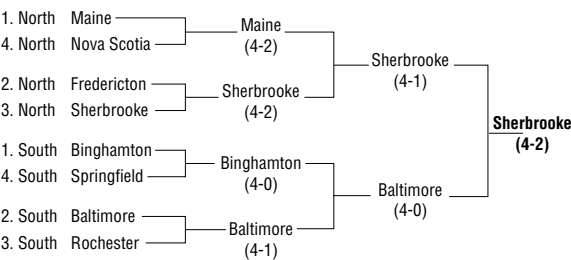 1. North Maine
4. North Nova Scotia
Maine
(4-2)
2. North Fredericton
3. North Sherbrooke
Sherbrooke
(4-2)
Sherbrooke
(4-1)
1. South Binghamton
4. South Springfield
Binghamton
(4-0)
2. South Baltimore
3. South Rochester
Baltimore
(4-1)
Baltimore
(4-0)
Sherbrooke
(4-2)